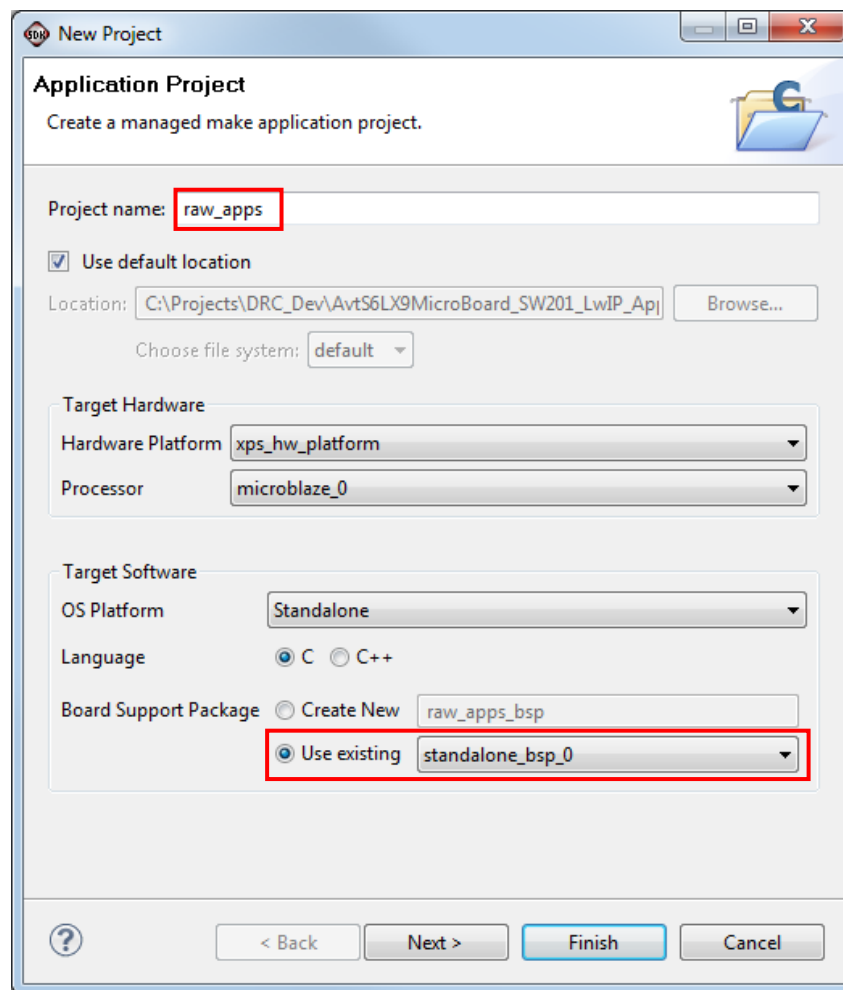 SDK New Project
Application Project
Create a managed make application project.
C
Project name: raw_apps
Use default location
Location: C:\Projects\DRC_Dev\AvtS6LX9MicroBoard_SW201_LwIP_Ap Browse...
Choose file system: default
Target Hardware
Hardware Platform xps_hw_platform
Processor microblaze_0
Target Software
OS Platform Standalone
Language C C++
Board Support Package Create New raw_apps_bsp
Use existing standalone_bsp_0
? < Back Next > Finish Cancel